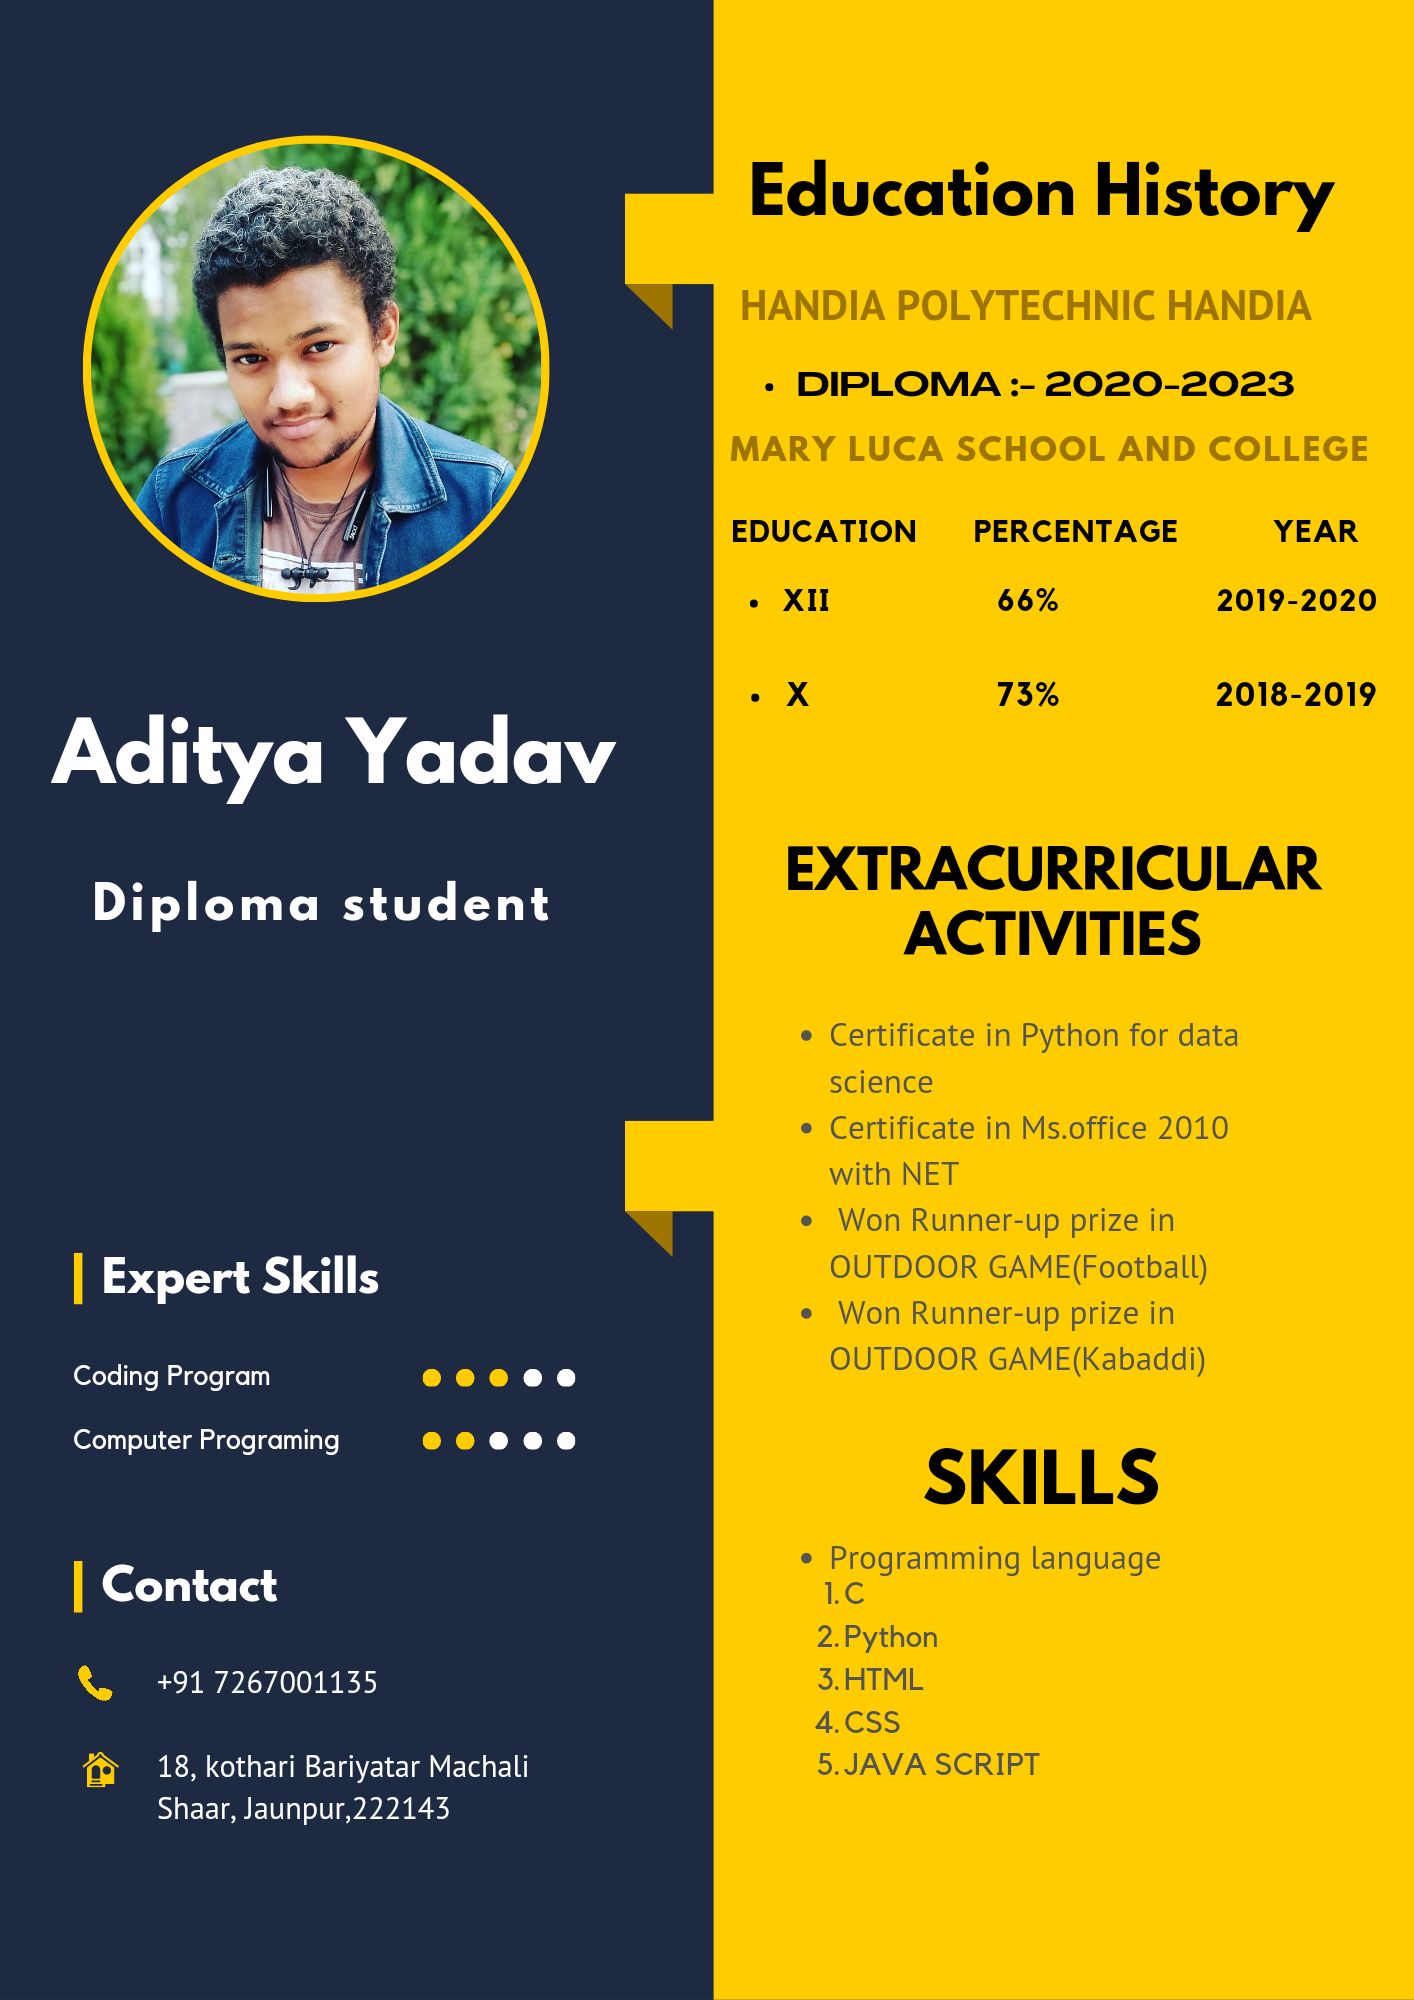 Aditya Yadav
Diploma student
Expert Skills
Coding Program
Computer Programing
Contact
+91 7267001135
18, kothari Bariyatar Machali
Shaar, Jaunpur,222143
Education History
HANDIA POLYTECHNIC HANDIA
• DIPLOMA :- 2020-2023
MARY LUCA SCHOOL AND COLLEGE
EDUCATION PERCENTAGE YEAR
• XII 66% 2019-2020
• X 73% 2018-2019
EXTRACURRICULAR
ACTIVITIES
• Certificate in Python for data
science
• Certificate in Ms.office 2010
with NET
• Won Runner-up prize in
OUTDOOR GAME(Football)
• Won Runner-up prize in
OUTDOOR GAME(Kabaddi)
SKILLS
• Programming language
1. C
2. Python
3. HTML
4. CSS
5. JAVA SCRIPT